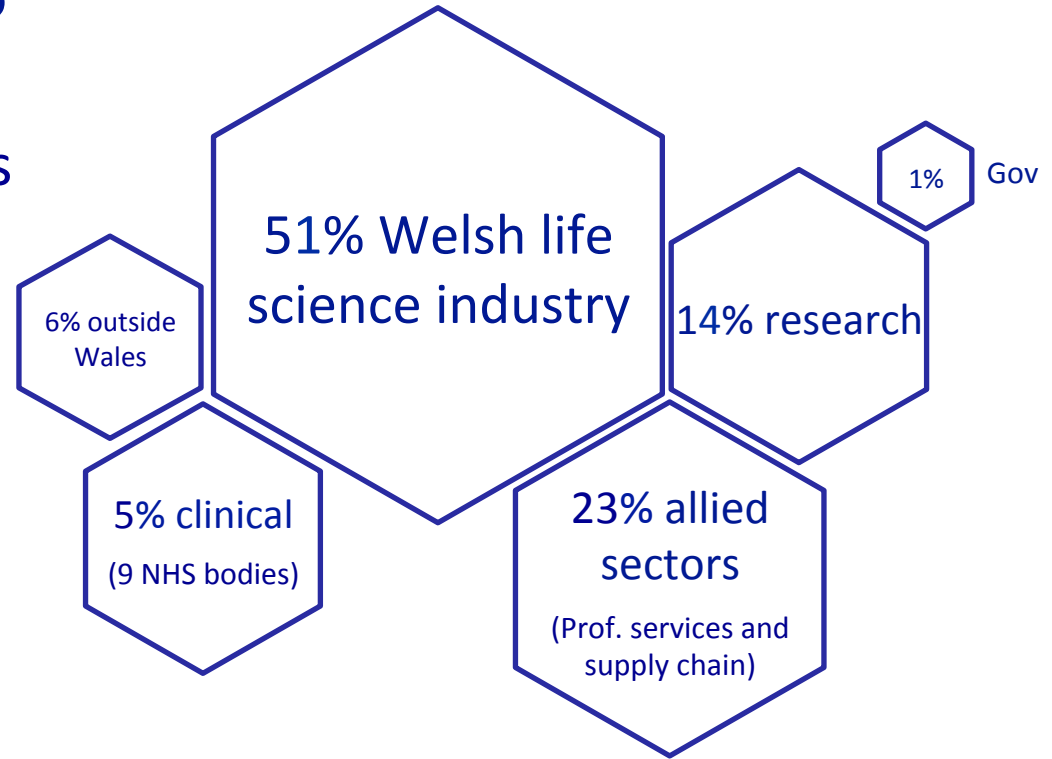 s
51% Welsh life
science industry
1%
Gov
14% research
6% outside
Wales
5% clinical
(9 NHS bodies)
23% allied
sectors
(Prof. services and
supply chain)